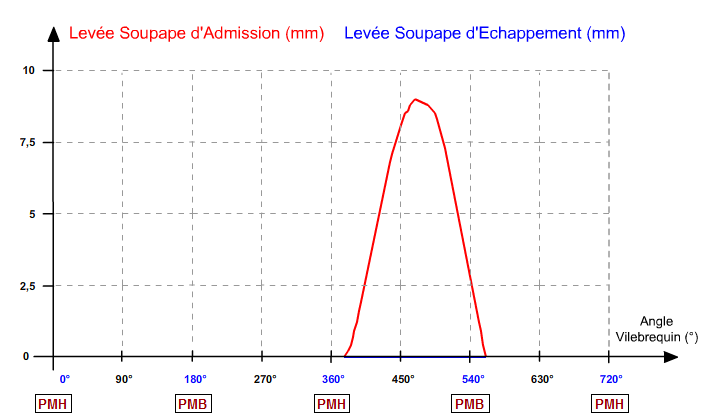 Levée Soupape d'Admission (mm) Levée Soupape d'Echappement (mm)
10
7,5
5
2,5
0
Angle
Vilebrequin (°)
0° 90° 180° 270° 360° 450° 540° 630° 720°
PMH PMB PMH PMB PMH